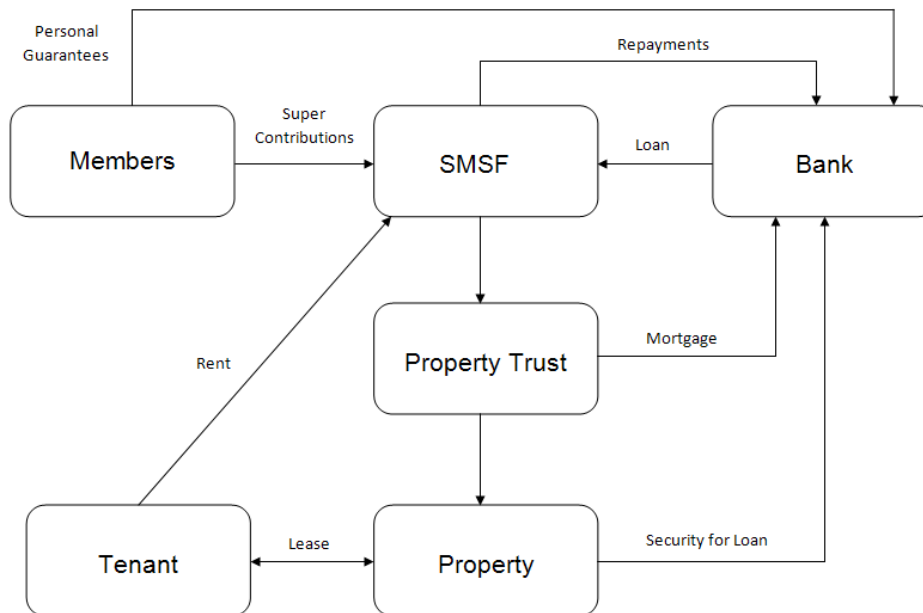 Personal
Guarantees
Repayments
Super
Contributions
Members
SMSF
Loan
Bank
Rent
Property Trust
Mortgage
Tenant
Lease
Property
Security for Loan